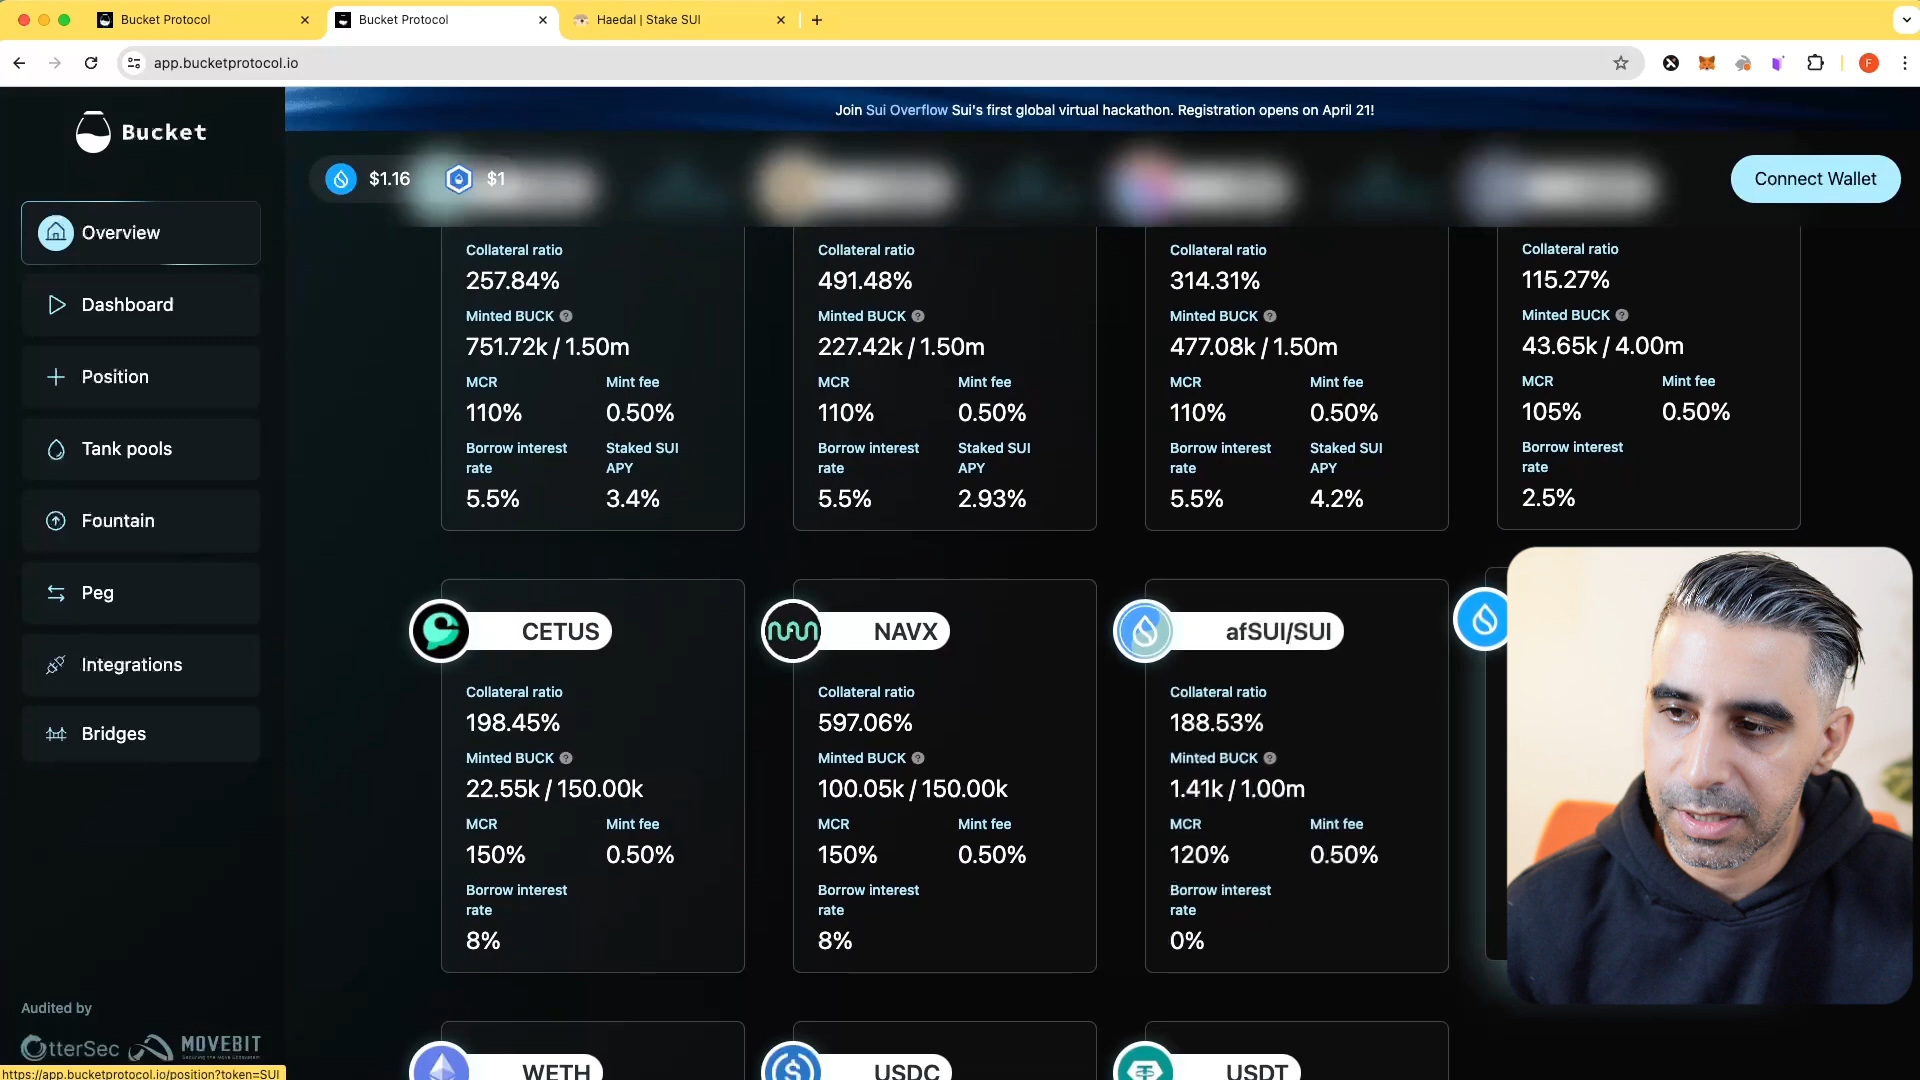 Bucket Protocol
Bucket Protocol
Haedal | Stake SUI
app.bucketprotocol.io
F
Join Sui Overflow Sui's first global virtual hackathon. Registration opens on April 21!
Bucket
$1.16
$1
Connect Wallet
Overview
Dashboard
Position
Tank pools
Fountain
Peg
Integrations
Bridges
Collateral ratio
257.84%
Minted BUCK ?
751.72k / 1.50m
MCR Mint fee
110% 0.50%
Borrow interest rate Staked SUI APY
5.5% 3.4%
Collateral ratio
491.48%
Minted BUCK ?
227.42k / 1.50m
MCR Mint fee
110% 0.50%
Borrow interest rate Staked SUI APY
5.5% 2.93%
Collateral ratio
314.31%
Minted BUCK ?
477.08k / 1.50m
MCR Mint fee
110% 0.50%
Borrow interest rate Staked SUI APY
5.5% 4.2%
Collateral ratio
115.27%
Minted BUCK ?
43.65k / 4.00m
MCR Mint fee
105% 0.50%
Borrow interest rate
2.5%
CETUS
Collateral ratio
198.45%
Minted BUCK ?
22.55k / 150.00k
MCR Mint fee
150% 0.50%
Borrow interest rate
8%
NAVX
Collateral ratio
597.06%
Minted BUCK ?
100.05k / 150.00k
MCR Mint fee
150% 0.50%
Borrow interest rate
8%
afSUI/SUI
Collateral ratio
188.53%
Minted BUCK ?
1.41k / 1.00m
MCR Mint fee
120% 0.50%
Borrow interest rate
0%
WETH
USDC
USDT
Audited by
OtterSec
MOVEBIT
https://app.bucketprotocol.io/position?token=SUI